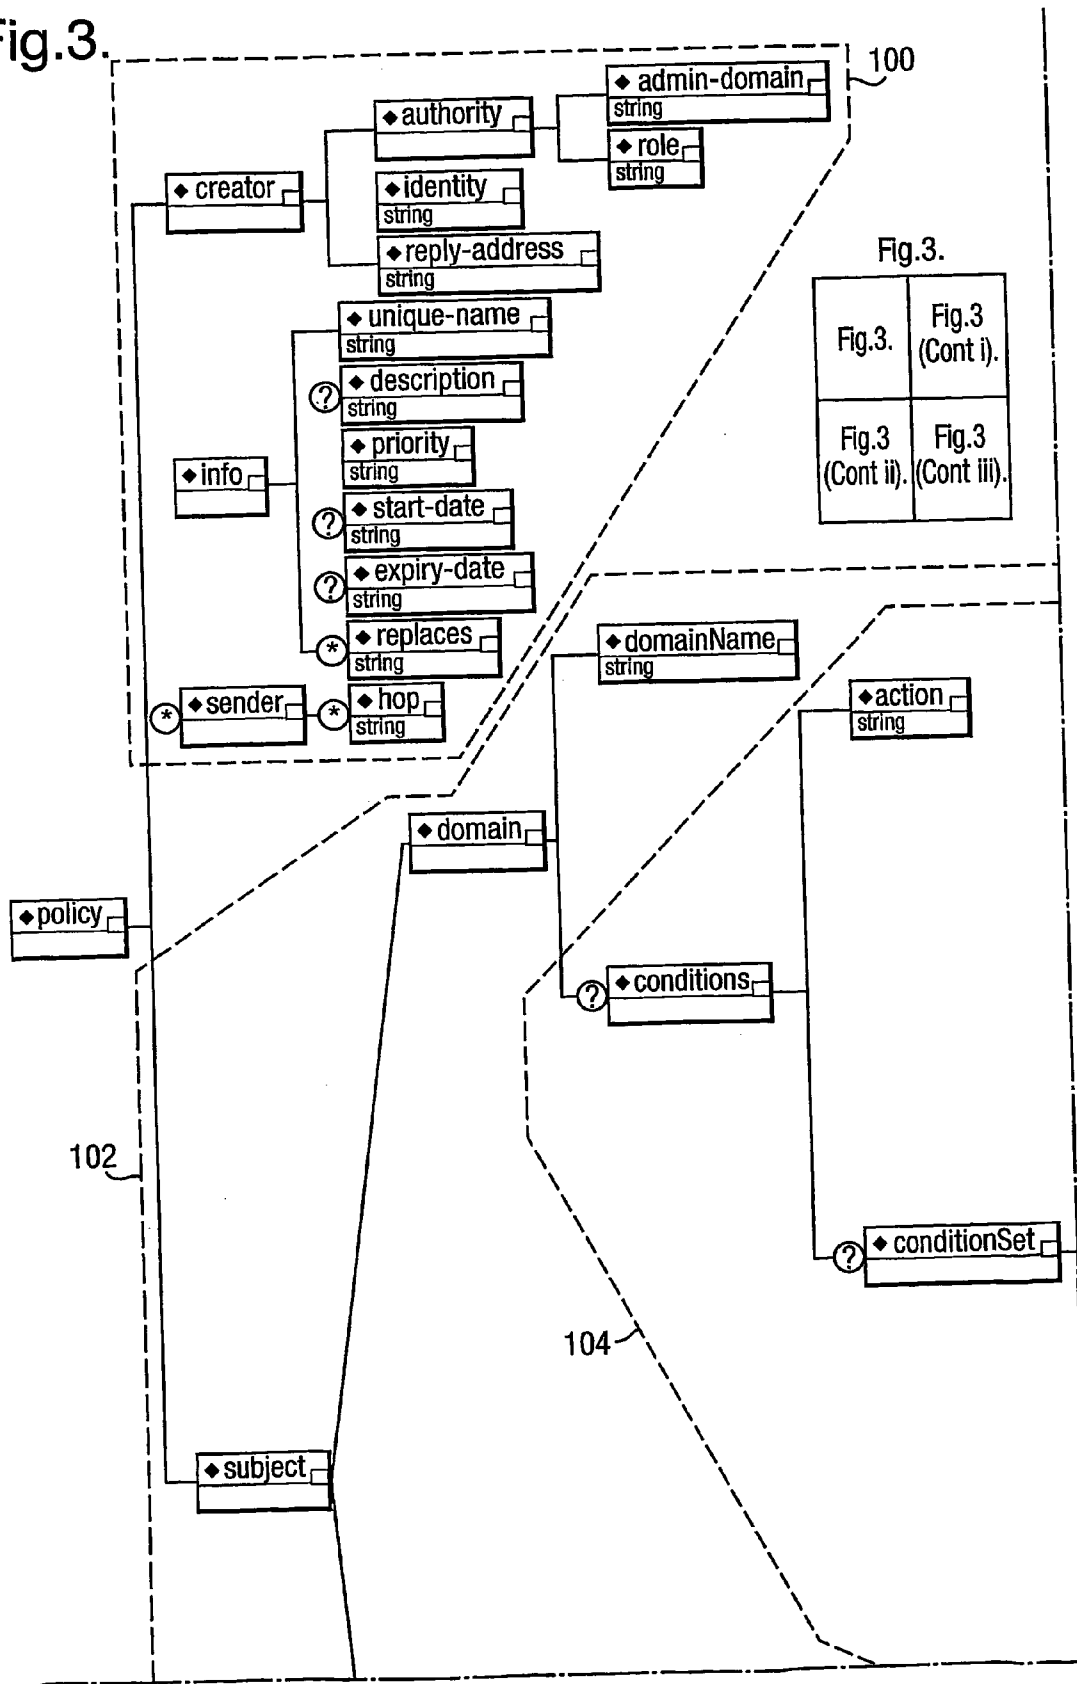 Fig.3.
100
◆admin-domain
string
◆authority
◆role
string
◆creator
◆identity
string
◆reply-address
string
Fig.3.
◆unique-name
string
Fig.3.
Fig.3
(Cont i).
? ◆description
string
◆priority
string
Fig.3
(Cont ii).
Fig.3
(Cont iii).
◆info
? ◆start-date
string
? ◆expiry-date
string
* ◆replaces
string
◆domainName
string
* ◆sender
* ◆hop
string
◆action
string
◆domain
◆policy
? ◆conditions
102
? ◆conditionSet
104
◆subject